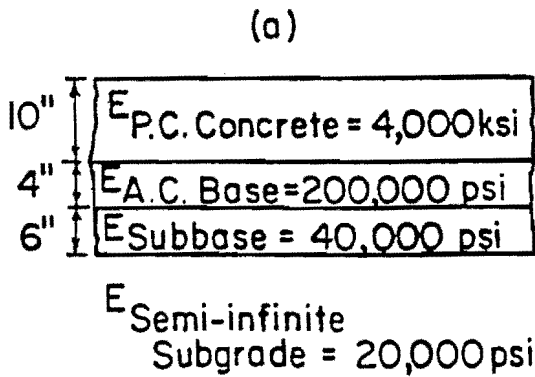 (a)
10" E P.C. Concrete = 4,000 ksi
4" E A.C. Base = 200,000 psi
6" E Subbase = 40,000 psi
E Semi-infinite
Subgrade = 20,000 psi